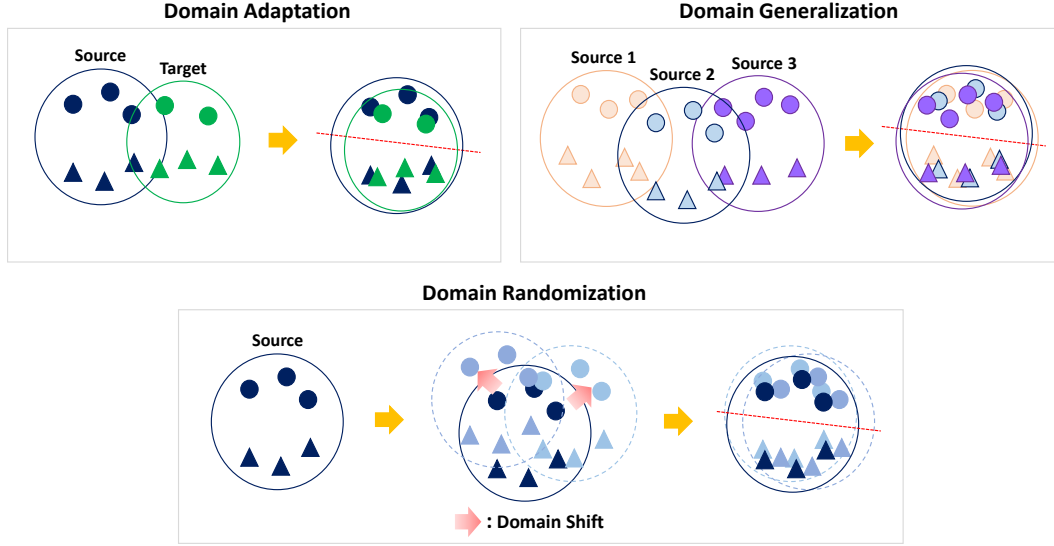 Domain Adaptation
Source
Target
Domain Generalization
Source 1
Source 2
Source 3
Domain Randomization
Source
: Domain Shift